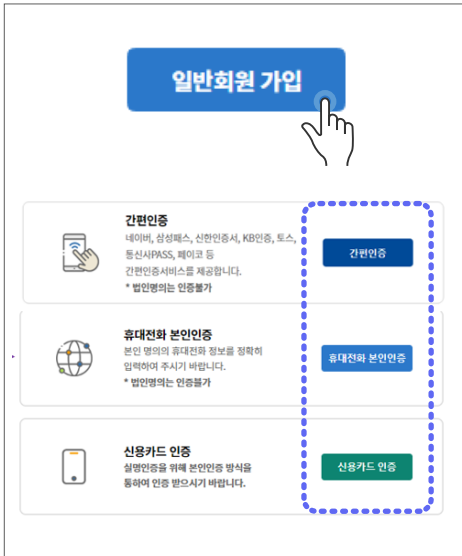 일반회원 가입
간편인증
네이버, 삼성패스, 신한인증서, KB인증, 토스,
통신사PASS, 페이코 등
간편인증서비스를 제공합니다.
* 법인명의는 인증불가
간편인증
휴대전화 본인인증
본인 명의의 휴대전화 정보를 정확히
입력하여 주시기 바랍니다.
* 법인명의는 인증불가
휴대전화 본인인증
신용카드 인증
실명인증을 위해 본인인증 방식을
통하여 인증 받으시기 바랍니다.
신용카드 인증